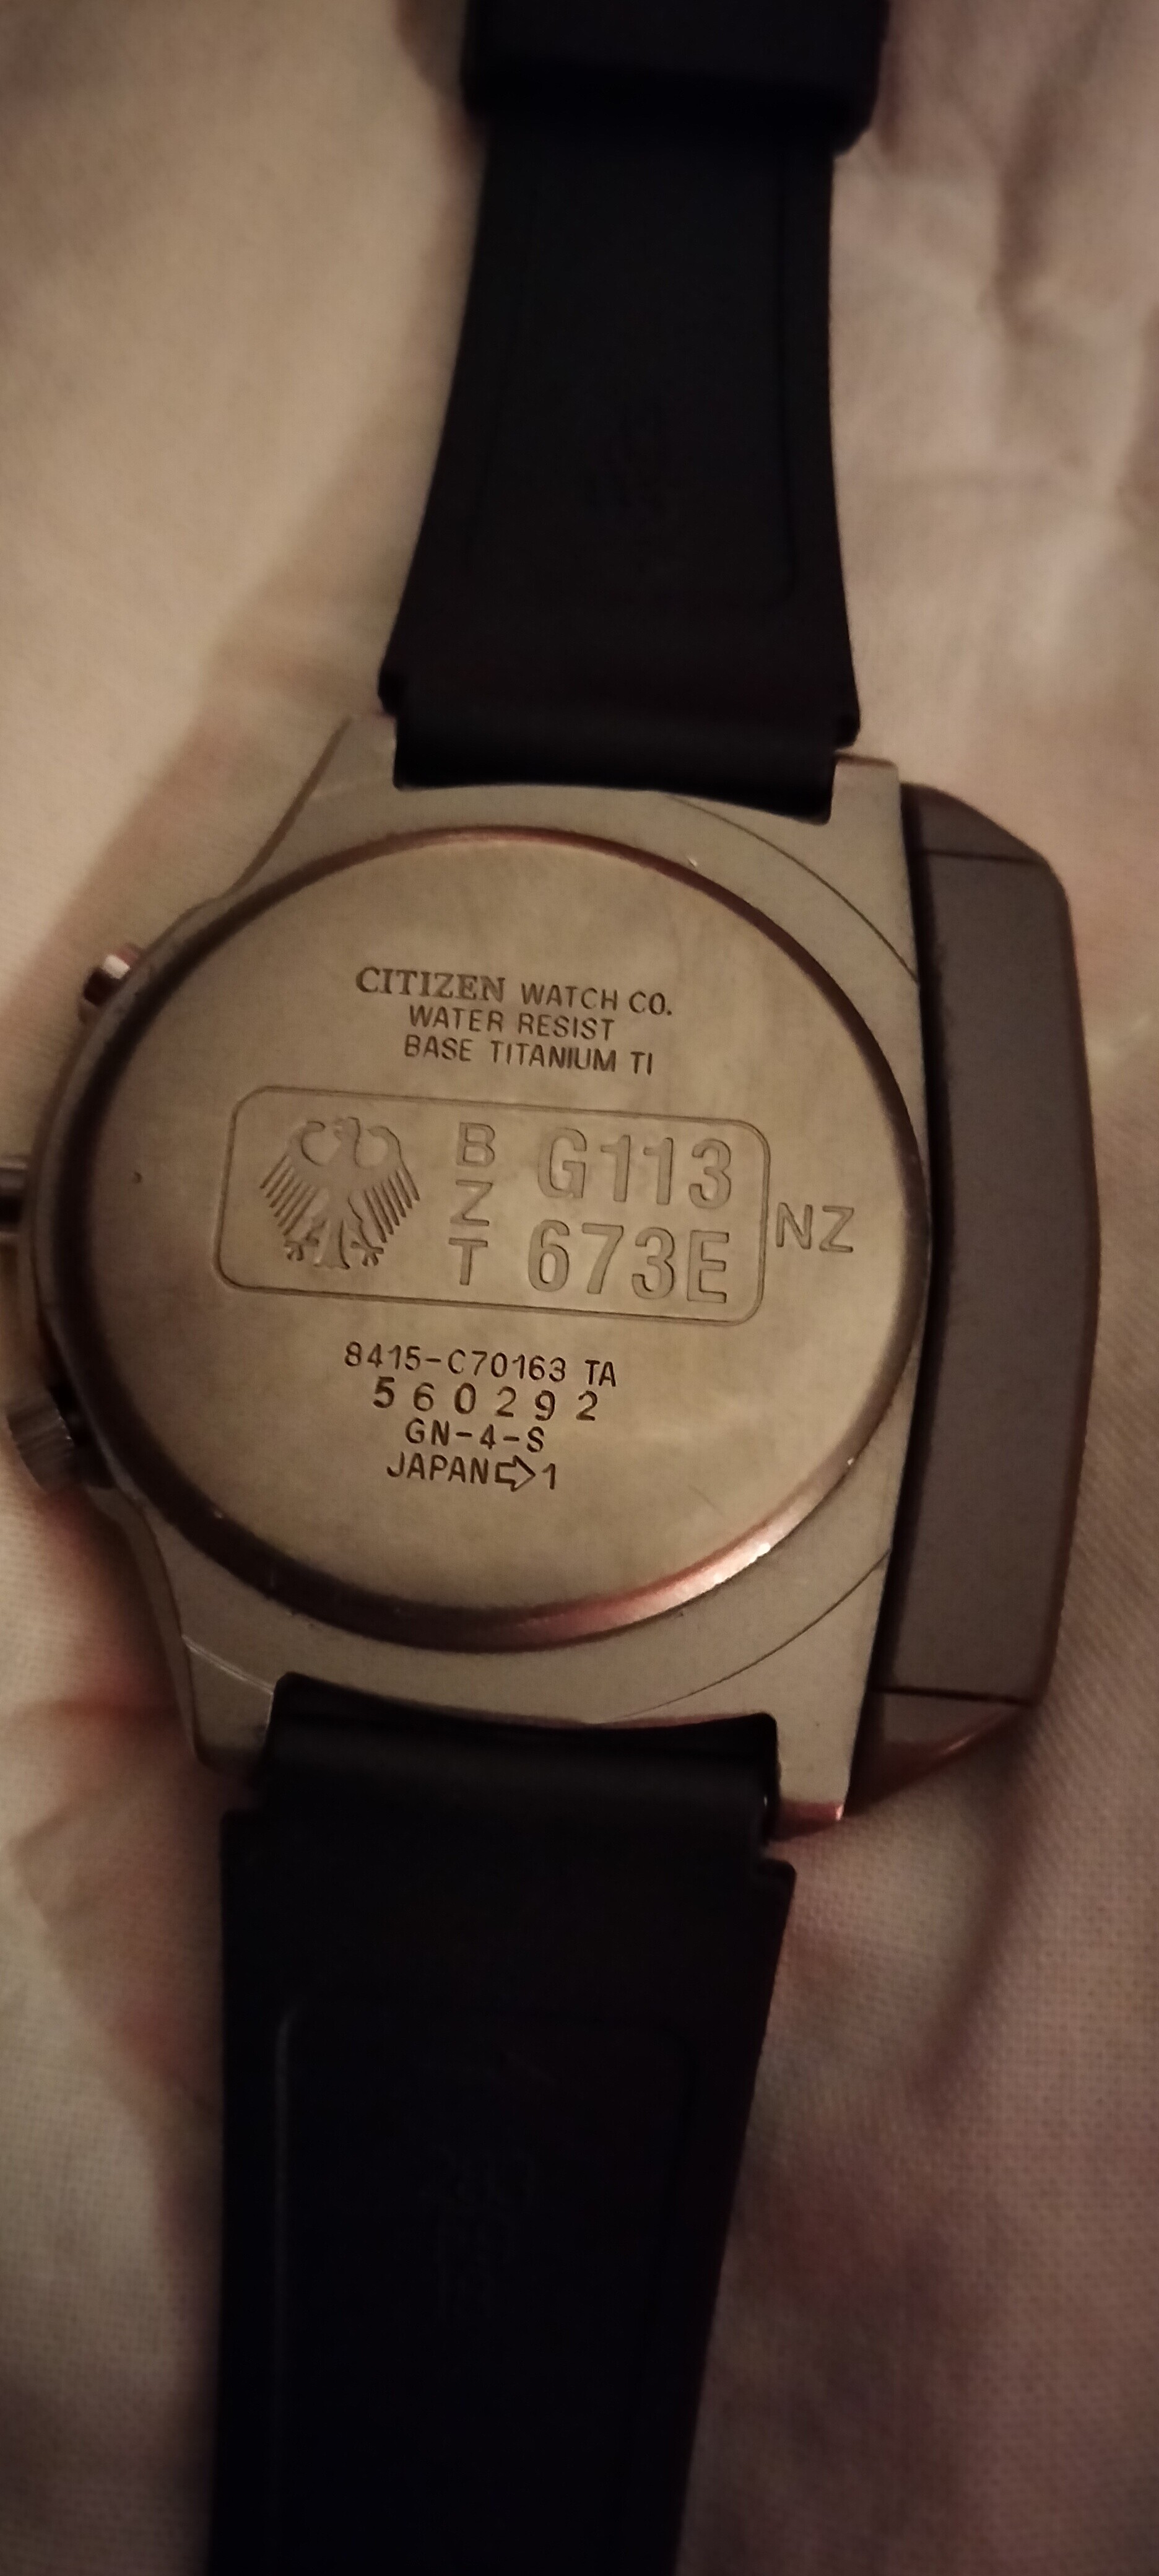 CITIZEN WATCH CO.
WATER RESIST
BASE TITANIUM TI
BZT
G113
673E
NZ
8415-C70163 TA
560292
GN-4-S
JAPAN⇨1